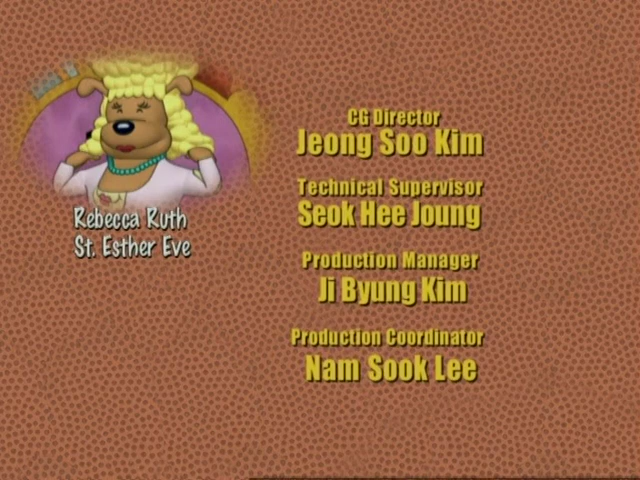 Rebecca Ruth
St. Esther Eve
CG Director
Jeong Soo Kim
Technical Supervisor
Seok Hee Joung
Production Manager
Ji Byung Kim
Production Coordinator
Nam Sook Lee